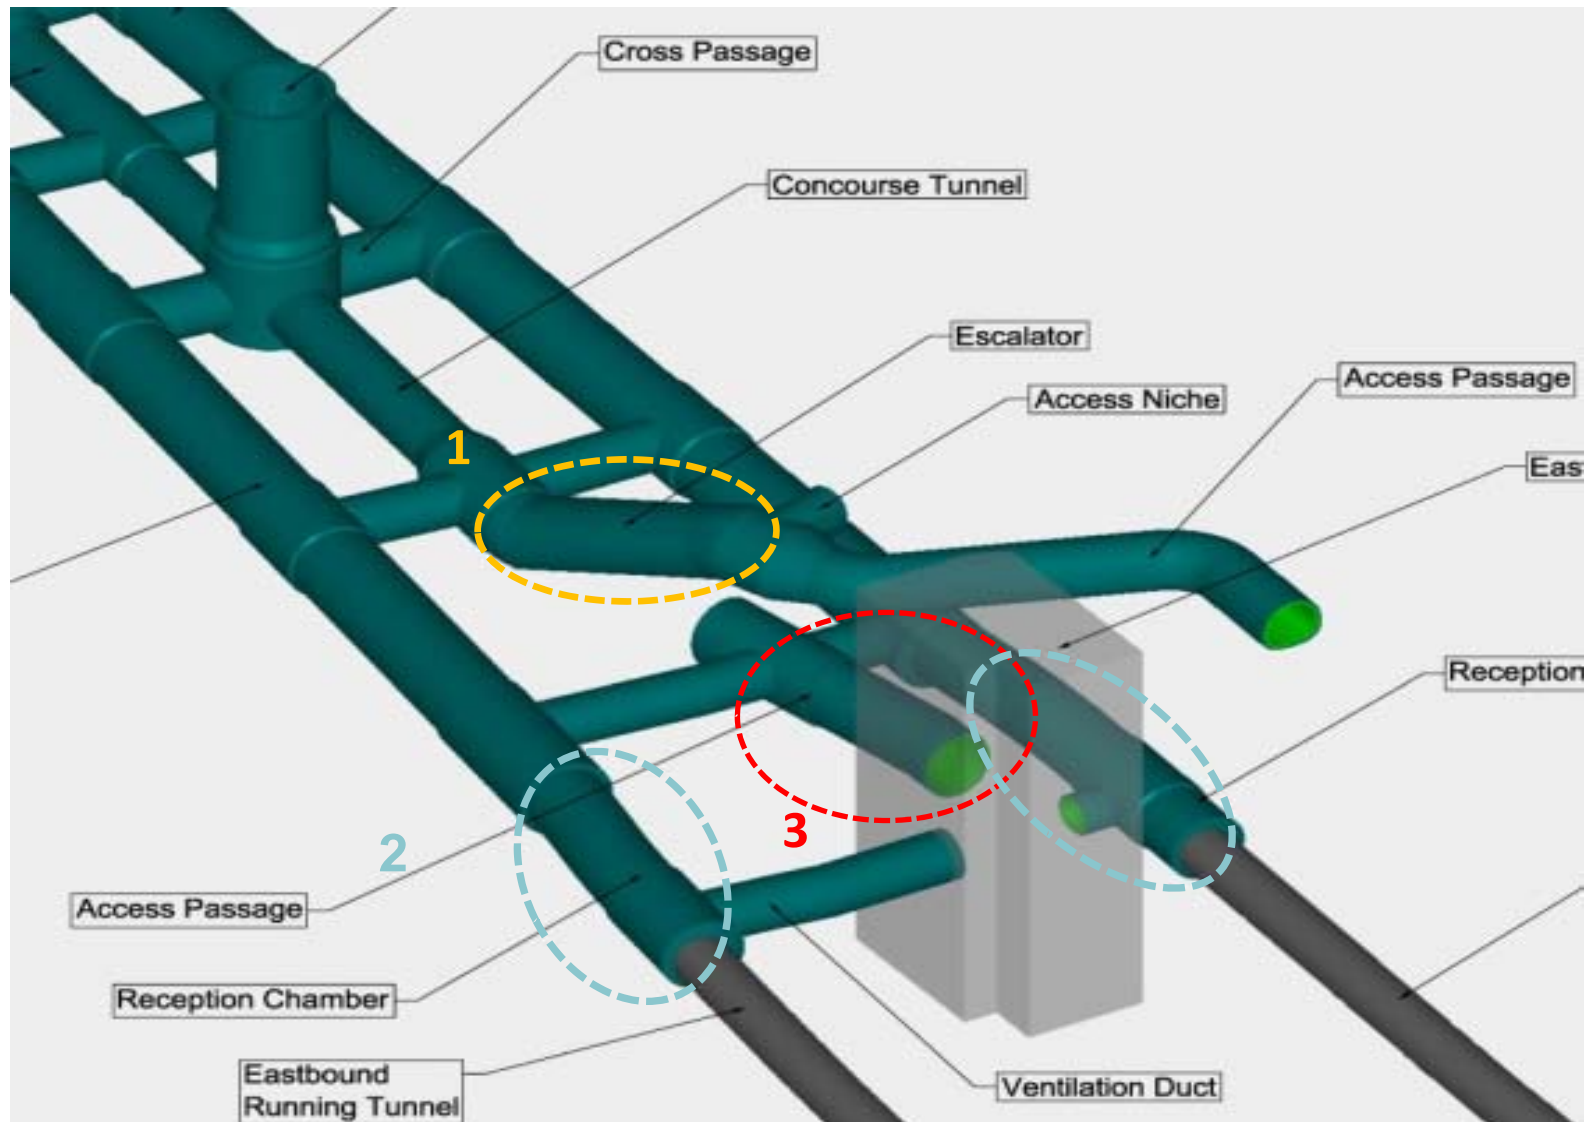 Cross Passage
Concourse Tunnel
Escalator
Access Passage
Access Niche
1
Eas
Reception
3
2
Access Passage
Reception Chamber
Eastbound
Running Tunnel
Ventilation Duct